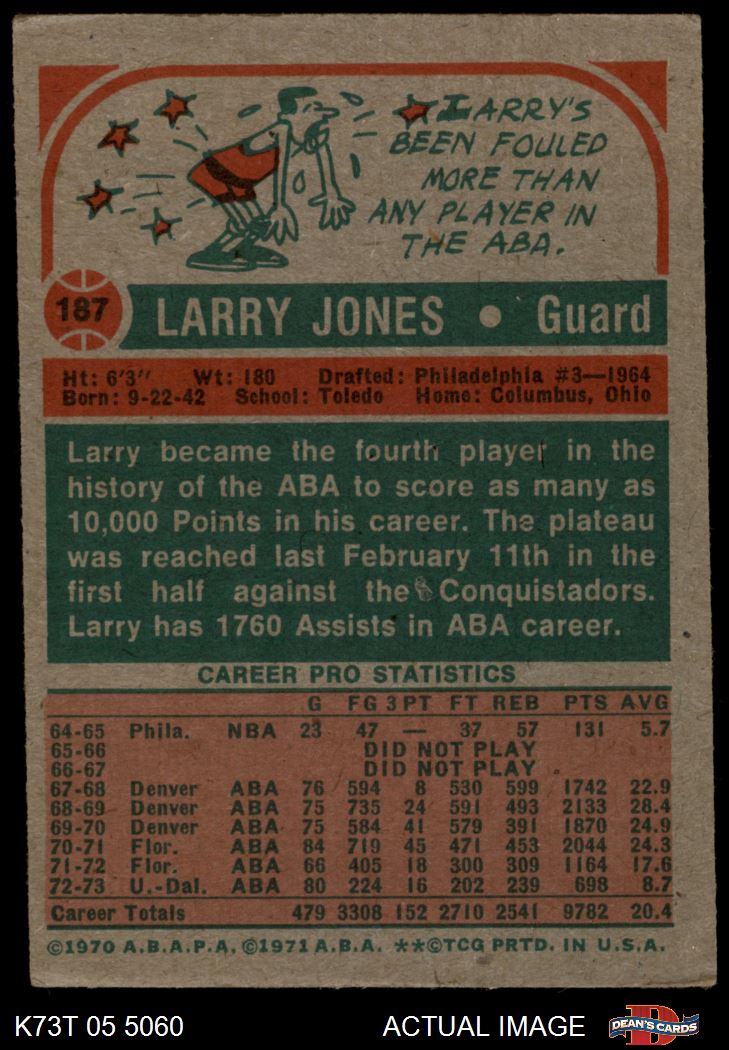 LARRY'S
BEEN FOULED
MORE THAN
ANY PLAYER IN
THE ABA.
187 LARRY JONES • Guard
Ht: 6'3" Wt: 180 Drafted: Philadelphia #3—1964
Born: 9-22-42 School: Toledo Home: Columbus, Ohio
Larry became the fourth player in the
history of the ABA to score as many as
10,000 Points in his career. The plateau
was reached last February 11th in the
first half against the Conquistadors.
Larry has 1760 Assists in ABA career.
CAREER PRO STATISTICS
G FG 3PT FT REB PTS AVG
64-65 Phila. NBA 23 47 — 37 57 131 5.7
65-66 DID NOT PLAY
66-67 DID NOT PLAY
67-68 Denver ABA 76 594 8 530 599 1742 22.9
68-69 Denver ABA 75 735 24 591 493 2133 28.4
69-70 Denver ABA 75 584 41 579 391 1870 24.9
70-71 Flor. ABA 84 719 45 471 453 2044 24.3
71-72 Flor. ABA 66 405 18 300 309 1164 17.6
72-73 U.-Dal. ABA 80 224 16 202 239 698 8.7
Career Totals 479 3308 152 2710 2541 9782 20.4
©1970 A.B.A.P.A. ©1971 A.B.A. **©TCG PRTD. IN U.S.A.
K73T 05 5060 ACTUAL IMAGE DEAN'S CARDS